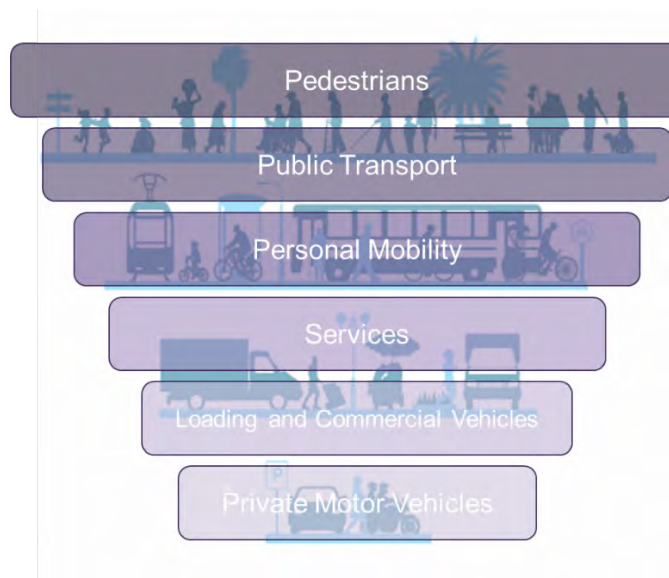 Pedestrians
Public Transport
Personal Mobility
Services
Loading and Commercial Vehicles
P
Private Motor Vehicles